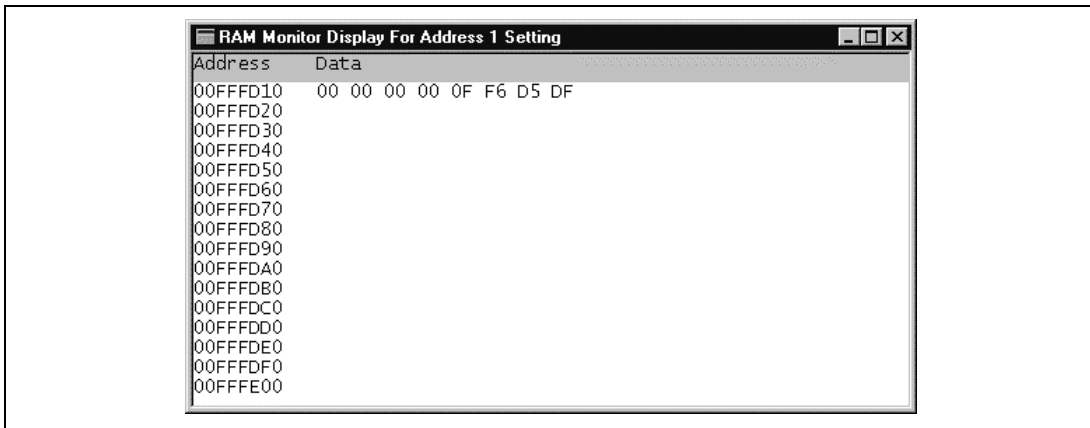 RAM Monitor Display For Address 1 Setting
Address Data
00FFFD10 00 00 00 00 0F F6 D5 DF
00FFFD20
00FFFD30
00FFFD40
00FFFD50
00FFFD60
00FFFD70
00FFFD80
00FFFD90
00FFFDA0
00FFFDB0
00FFFDC0
00FFFDD0
00FFFDE0
00FFFDF0
00FFFE00